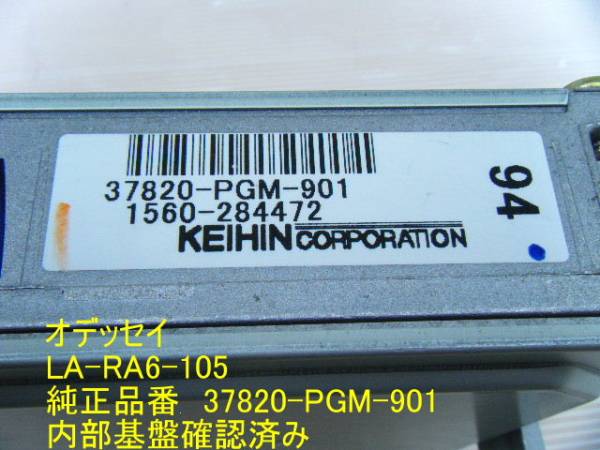 37820-PGM-901
1560-284472
KEIHIN CORPORATION
94
オデッセイ
LA-RA6-105
純正品番 37820-PGM-901
内部基盤確認済み